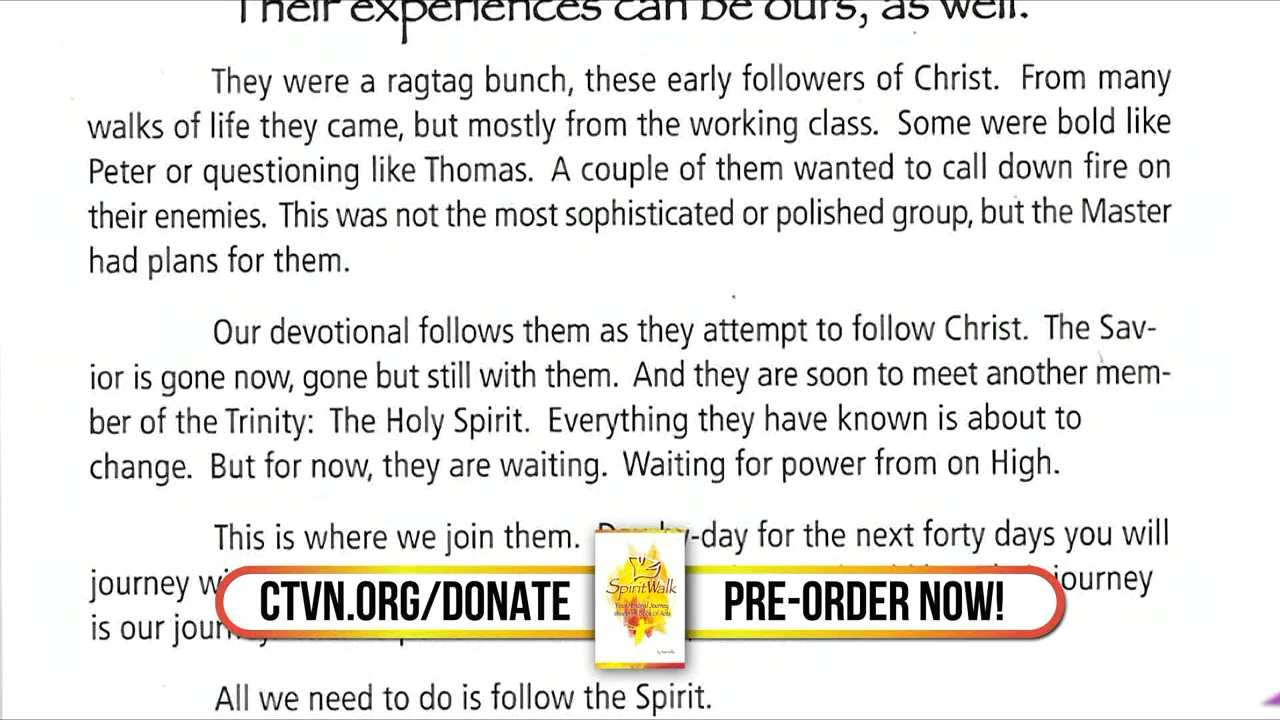 Their experiences can be ours, as well.
They were a ragtag bunch, these early followers of Christ. From many
walks of life they came, but mostly from the working class. Some were bold like
Peter or questioning like Thomas. A couple of them wanted to call down fire on
their enemies. This was not the most sophisticated or polished group, but the Master
had plans for them.
Our devotional follows them as they attempt to follow Christ. The Sav-
ior is gone now, gone but still with them. And they are soon to meet another mem-
ber of the Trinity: The Holy Spirit. Everything they have known is about to
change. But for now, they are waiting. Waiting for power from on High.
This is where we join them. -day for the next forty days you will
journey journey
is our
All we need to do is follow the Spirit.
CTVN.ORG/DONATE
SpiritWalk
Your Personal Journey
through the Book of Acts
PRE-ORDER NOW!